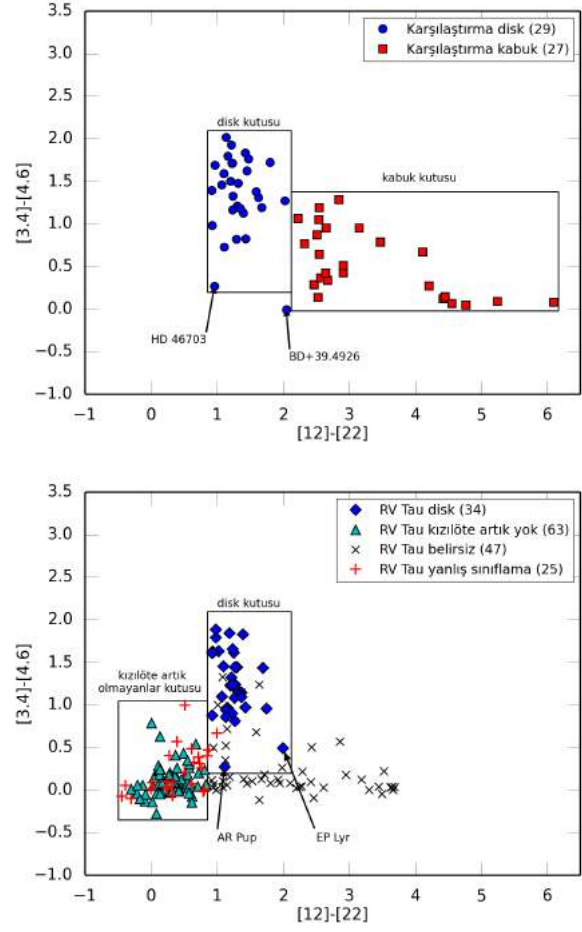 3.5
3.0
2.5
2.0
1.5
1.0
0.5
0.0
−0.5
−1.0
[3.4]-[4.6]
Karşılaştırma disk (29)
Karşılaştırma kabuk (27)
disk kutusu
kabuk kutusu
HD 46703
BD+39.4926
−1 0 1 2 3 4 5 6
[12]-[22]
3.5
3.0
2.5
2.0
1.5
1.0
0.5
0.0
−0.5
−1.0
[3.4]-[4.6]
RV Tau disk (34)
RV Tau kızılöte artık yok (63)
RV Tau belirsiz (47)
RV Tau yanlış sınıflama (25)
disk kutusu
kızılöte artık
olmayanlar kutusu
AR Pup
EP Lyr
−1 0 1 2 3 4 5 6
[12]-[22]